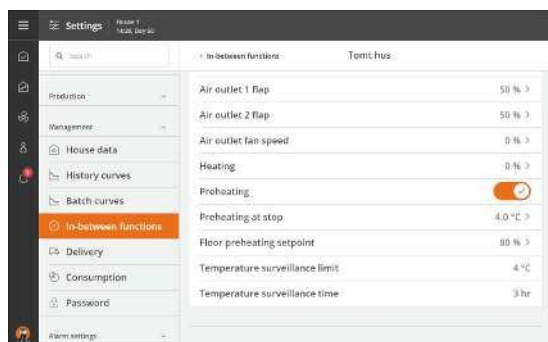 Settings
House 1
Search
In-between functions
Tomt hus
Production
Management
House data
History curves
Batch curves
In-between functions
Delivery
Consumption
Password
Alarm settings
Air outlet 1 flap
50 %
Air outlet 2 flap
50 %
Air outlet fan speed
0 %
Heating
0 %
Preheating
Preheating at stop
4.0 °C
Floor preheating setpoint
80 %
Temperature surveillance limit
4 °C
Temperature surveillance time
3 hr